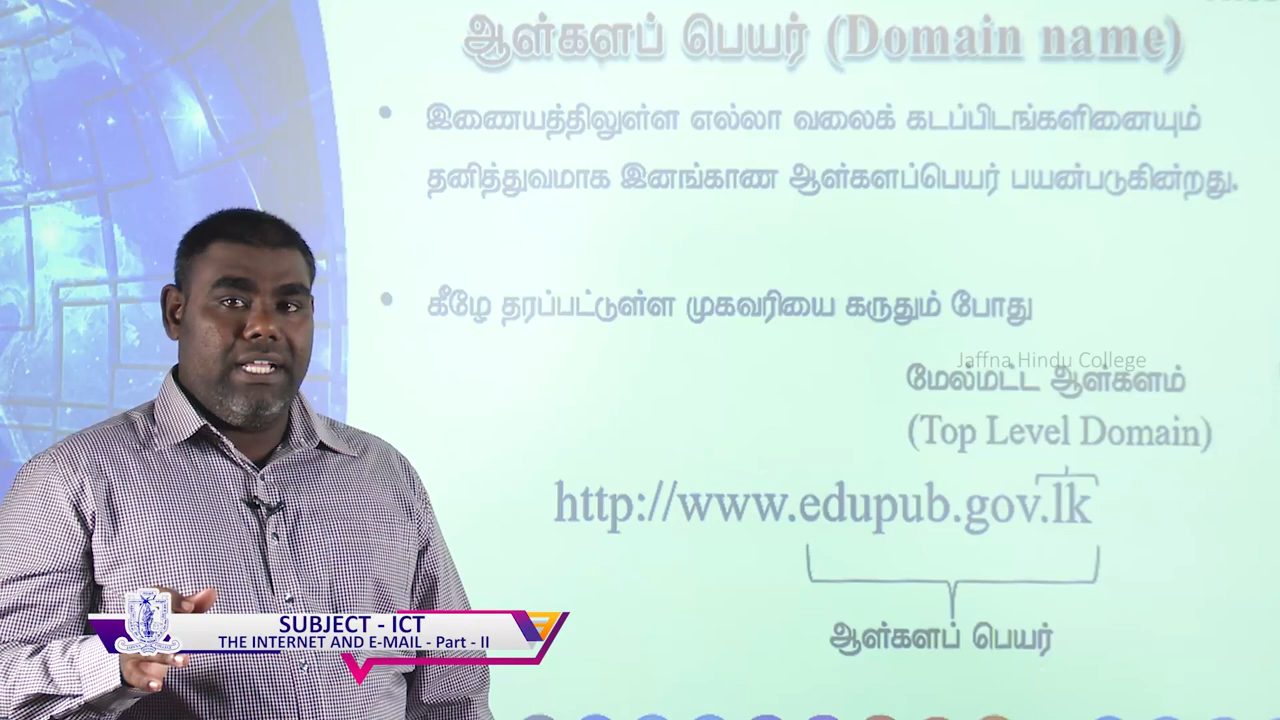 ஆள்களப் பெயர் (Domain name)
• இணையத்திலுள்ள எல்லா வலைக் கடப்பிடங்களினையும்
தனித்துவமாக இனங்காண ஆள்களப்பெயர் பயன்படுகின்றது.
• கீழே தரப்பட்டுள்ள முகவரியை கருதும் போது
Jaffna Hindu College
மேல்மட்ட ஆள்களம்
(Top Level Domain)
http://www.edupub.gov.lk
ஆள்களப் பெயர்
SUBJECT - ICT
THE INTERNET AND E-MAIL - Part - II